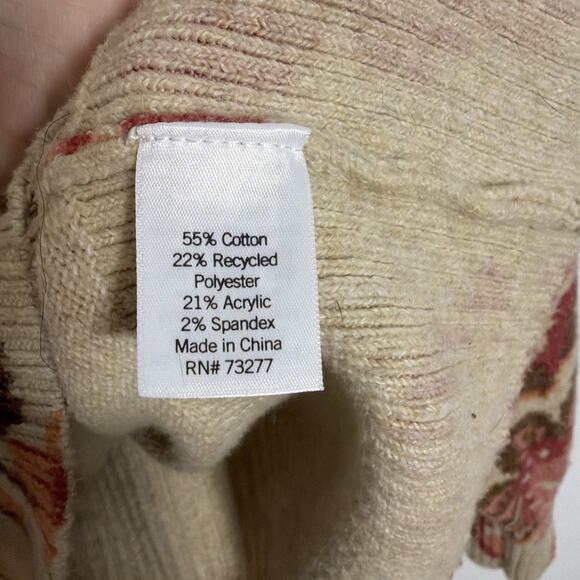 55% Cotton
22% Recycled
Polyester
21% Acrylic
2% Spandex
Made in China
RN# 73277